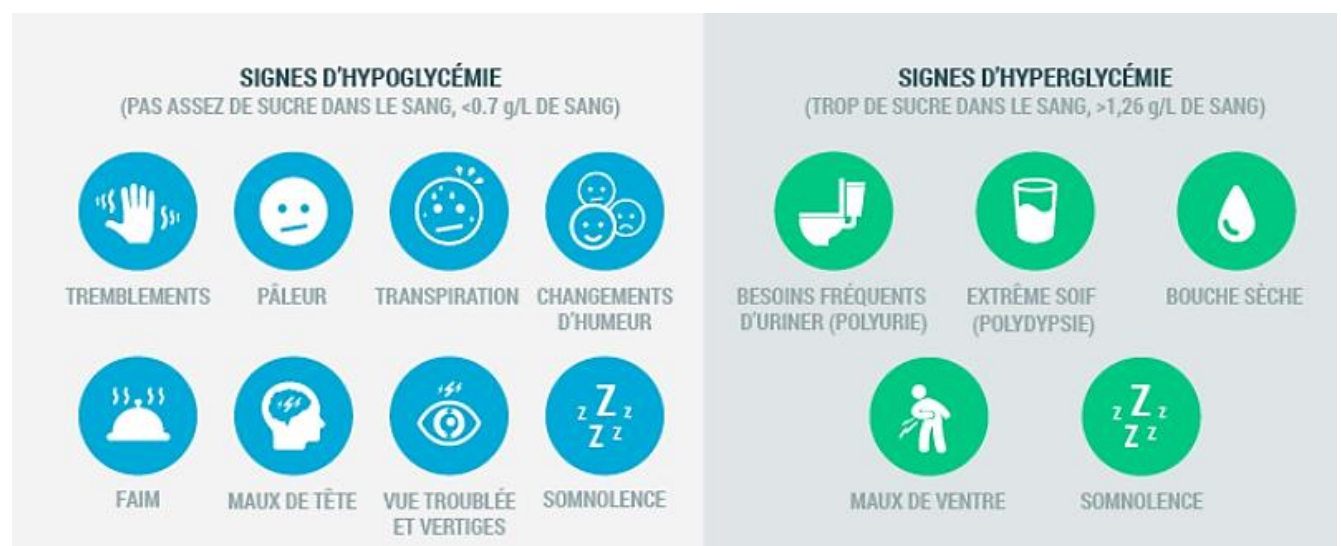 SIGNES D'HYPOGLYCÉMIE
(PAS ASSEZ DE SUCRE DANS LE SANG, <0.7 g/L DE SANG)
TREMBLEMENTS
PÂLEUR
TRANSPIRATION
CHANGEMENTS
D'HUMEUR
FAIM
MAUX DE TÊTE
VUE TROUBLÉE
ET VERTIGES
SOMNOLENCE
SIGNES D'HYPERGLYCÉMIE
(TROP DE SUCRE DANS LE SANG, >1,26 g/L DE SANG)
BESOINS FRÉQUENTS
D'URINER (POLYURIE)
EXTRÊME SOIF
(POLYDYPSIE)
BOUCHE SÈCHE
MAUX DE VENTRE
SOMNOLENCE